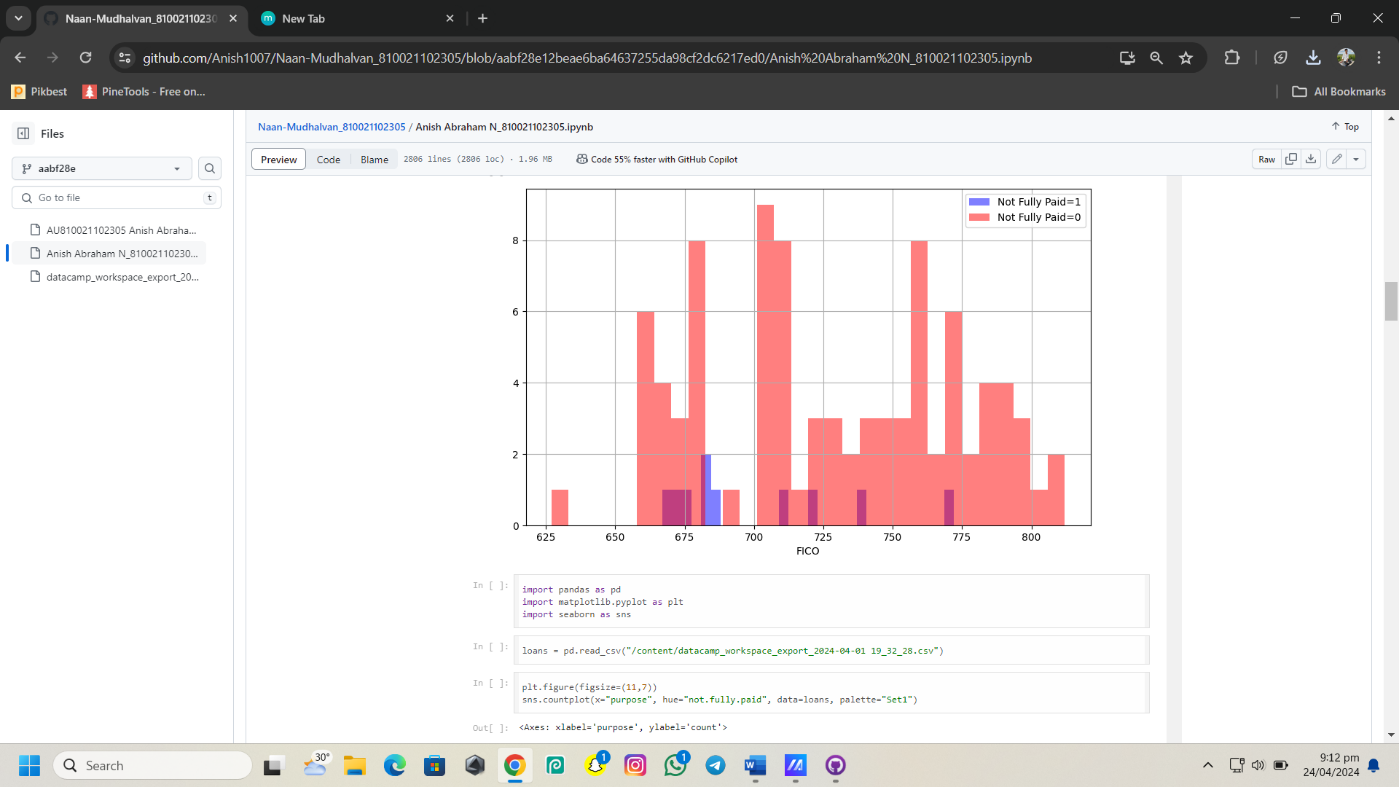 Naan-Mudhalvan_81002110230
New Tab
github.com/Anish1007/Naan-Mudhalvan_810021102305/blob/aabf28e12beae6ba64637255da98cf2dc6217ed0/Anish%20Abraham%20N_810021102305.ipynb
Pikbest
PineTools - Free on...
All Bookmarks
Files
aabf28e
Go to file
t
AU810021102305 Anish Abraha...
Anish Abraham N_81002110230...
datacamp_workspace_export_20...
Naan-Mudhalvan_810021102305 / Anish Abraham N_810021102305.ipynb
Top
Preview
Code
Blame
2806 lines (2806 loc) · 1.96 MB
Code 55% faster with GitHub Copilot
Raw
Not Fully Paid=1
Not Fully Paid=0
8
6
4
2
0
625 650 675 700 725 750 775 800
FICO
In [ ]:
import pandas as pd
import matplotlib.pyplot as plt
import seaborn as sns
In [ ]:
loans = pd.read_csv("/content/datacamp_workspace_export_2024-04-01 19_32_28.csv")
In [ ]:
plt.figure(figsize=(11,7))
sns.countplot(x="purpose", hue="not.fully.paid", data=loans, palette="Set1")
Out[ ]:
<Axes: xlabel='purpose', ylabel='count'>
Search
30°
1
1
9:12 pm
24/04/2024